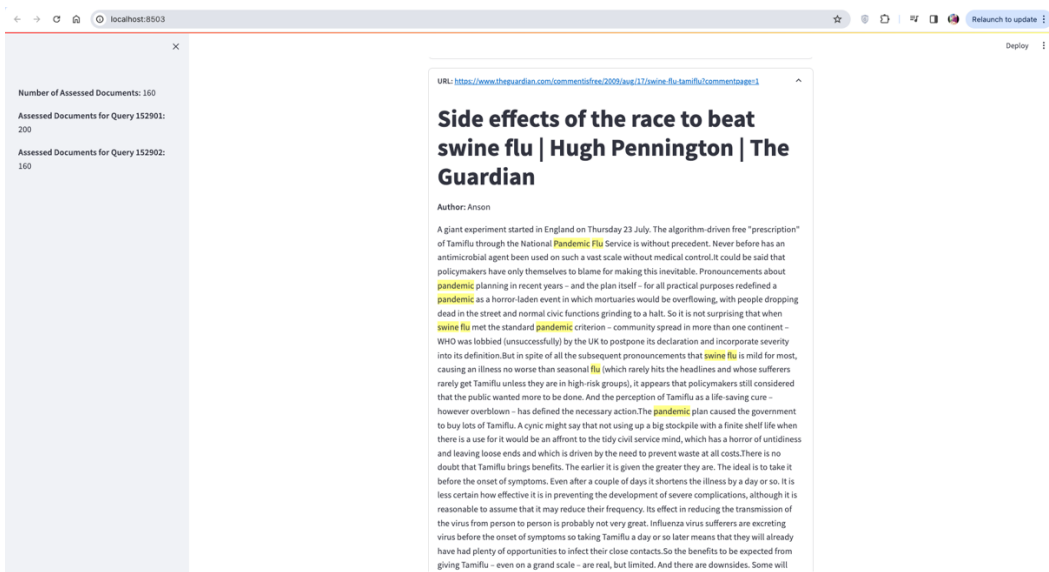 localhost:8503
Relaunch to update
Deploy
Number of Assessed Documents: 160
Assessed Documents for Query 152901:
200
Assessed Documents for Query 152902:
160
URL: https://www.theguardian.com/commentisfree/2009/aug/17/swine-flu-tamiflu?commentpage=1
Side effects of the race to beat
swine flu | Hugh Pennington | The
Guardian
Author: Anson
A giant experiment started in England on Thursday 23 July. The algorithm-driven free "prescription"
of Tamiflu through the National Pandemic Flu Service is without precedent. Never before has an
antimicrobial agent been used on such a vast scale without medical control.It could be said that
policymakers have only themselves to blame for making this inevitable. Pronouncements about
pandemic planning in recent years – and the plan itself – for all practical purposes redefined a
pandemic as a horror-laden event in which mortuaries would be overflowing, with people dropping
dead in the street and normal civic functions grinding to a halt. So it is not surprising that when
swine flu met the standard pandemic criterion – community spread in more than one continent –
WHO was lobbied (unsuccessfully) by the UK to postpone its declaration and incorporate severity
into its definition.But in spite of all the subsequent pronouncements that swine flu is mild for most,
causing an illness no worse than seasonal flu (which rarely hits the headlines and whose sufferers
rarely get Tamiflu unless they are in high-risk groups), it appears that policymakers still considered
that the public wanted more to be done. And the perception of Tamiflu as a life-saving cure –
however overblown – has defined the necessary action.The pandemic plan caused the government
to buy lots of Tamiflu. A cynic might say that not using up a big stockpile with a finite shelf life when
there is a use for it would be an affront to the tidy civil service mind, which has a horror of untidiness
and leaving loose ends and which is driven by the need to prevent waste at all costs.There is no
doubt that Tamiflu brings benefits. The earlier it is given the greater they are. The ideal is to take it
before the onset of symptoms. Even after a couple of days it shortens the illness by a day or so. It is
less certain how effective it is in preventing the development of severe complications, although it is
reasonable to assume that it may reduce their frequency. Its effect in reducing the transmission of
the virus from person to person is probably not very great. Influenza virus sufferers are excreting
virus before the onset of symptoms so taking Tamiflu a day or so later means that they will already
have had plenty of opportunities to infect their close contacts.So the benefits to be expected from
giving Tamiflu – even on a grand scale – are real, but limited. And there are downsides. Some will